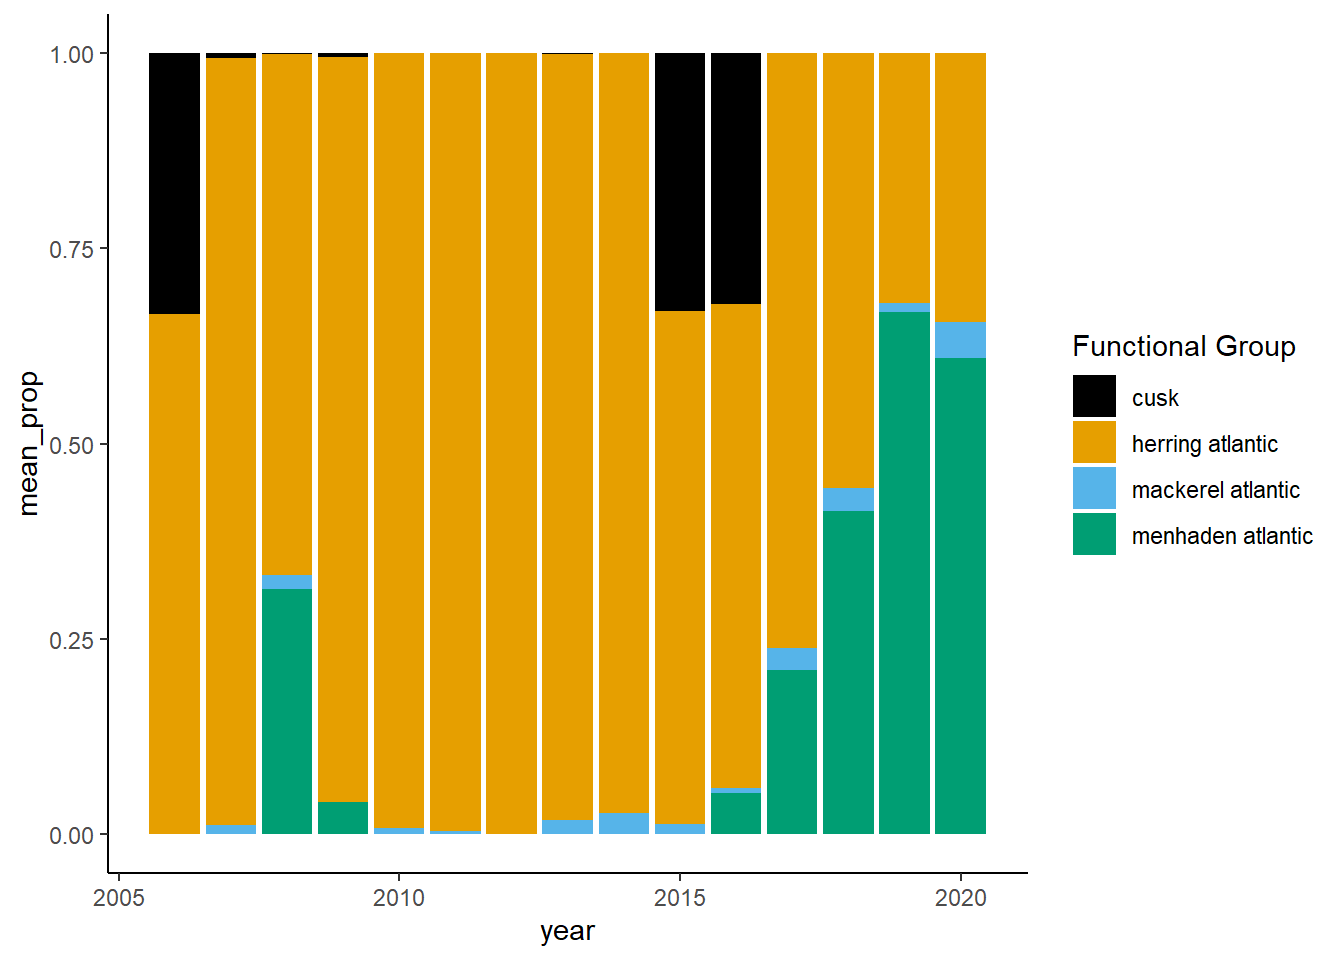 1.00
0.75
0.50
0.25
0.00
mean_prop
2005
2010
2015
2020
year
Functional Group
cusk
herring atlantic
mackerel atlantic
menhaden atlantic